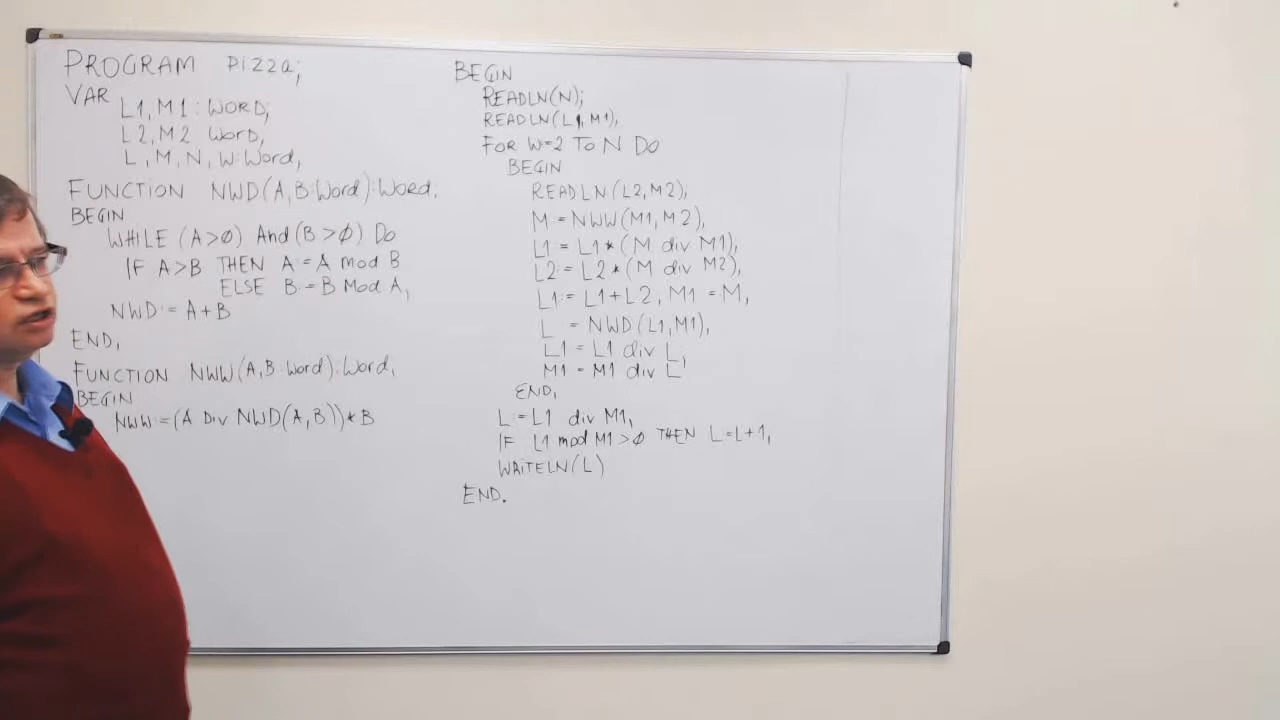 PROGRAM PIZZa;
VAR
L1, M1 : WORD;
L2, M2 Word,
L, M, N, W : Word,
FUNCTION NWD(A, B : Word) : Word.
BEGIN
WHILE (A>Ø) And (B>Ø) Do
IF A>B THEN A := A mod B
ELSE B := B Mod A,
NWD := A+B
END,
FUNCTION NWW(A, B : Word) : Word,
BEGIN
NWW := (A Div NWD(A, B))*B
BEGIN
READLN(N);
READLN(L1, M1),
FOR W=2 TO N DO
BEGIN
READLN(L2, M2),
M := NWW(M1, M2),
L1 = L1*(M div M1),
L2 = L2*(M div M2),
L1 := L1+L2, M1 = M,
L = NWD(L1, M1),
L1 = L1 div L,
M1 = M1 div L
END,
L := L1 div M1,
IF L1 mod M1>Ø THEN L=L+1,
WRITELN(L)
END.